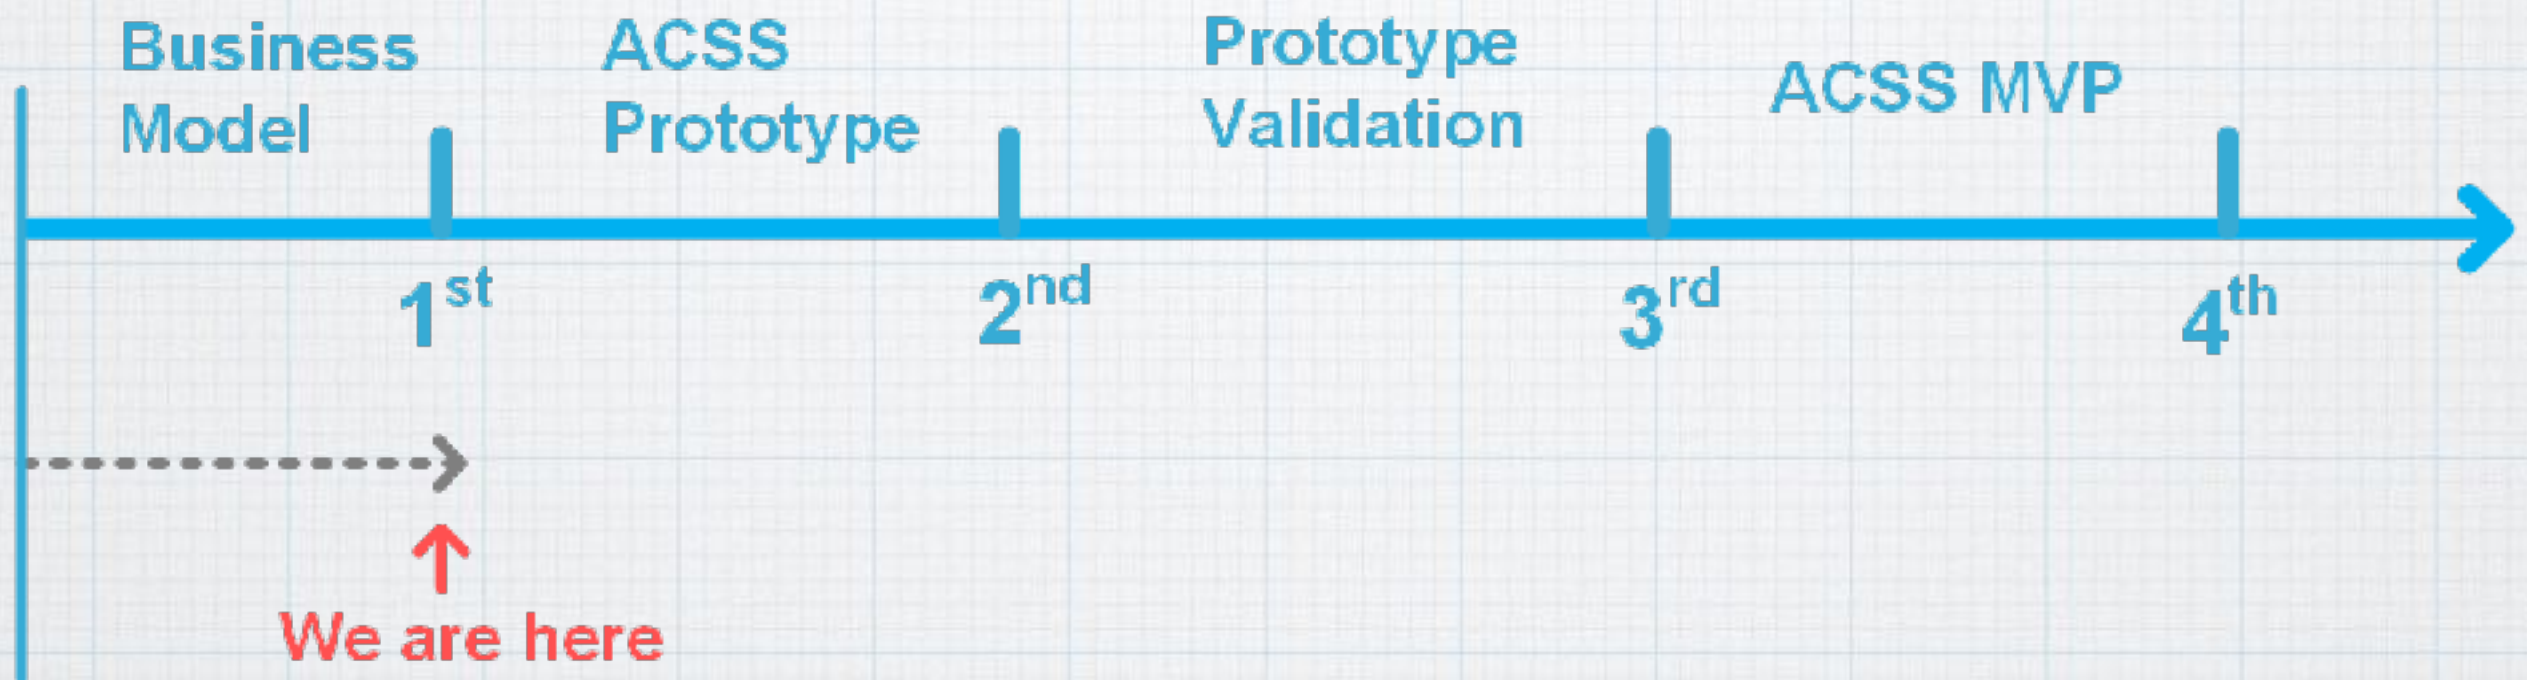 Business
Model
ACSS
Prototype
Prototype
Validation
ACSS MVP
1st
2nd
3rd
4th
We are here